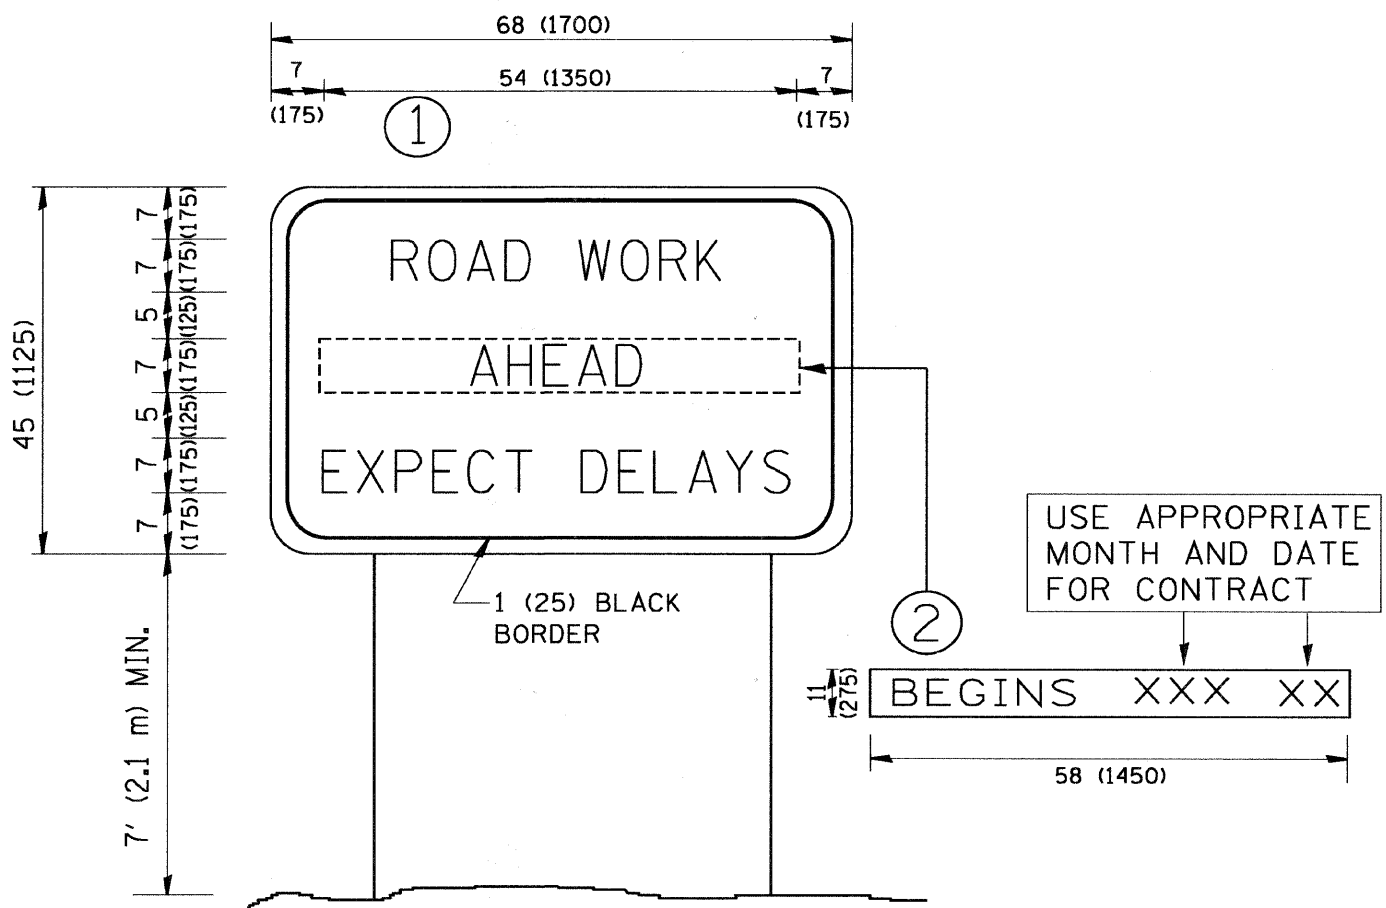 68 (1700)
7 54 (1350) 7
(175) (175)
1
7 (175)
7 (175)
5 (125)
7 (175)
5 (125)
7 (175)
7 (175)
45 (1125)
ROAD WORK
AHEAD
EXPECT DELAYS
1 (25) BLACK
BORDER
7' (2.1 m) MIN.
USE APPROPRIATE
MONTH AND DATE
FOR CONTRACT
2
11
(275)
BEGINS XXX XX
58 (1450)